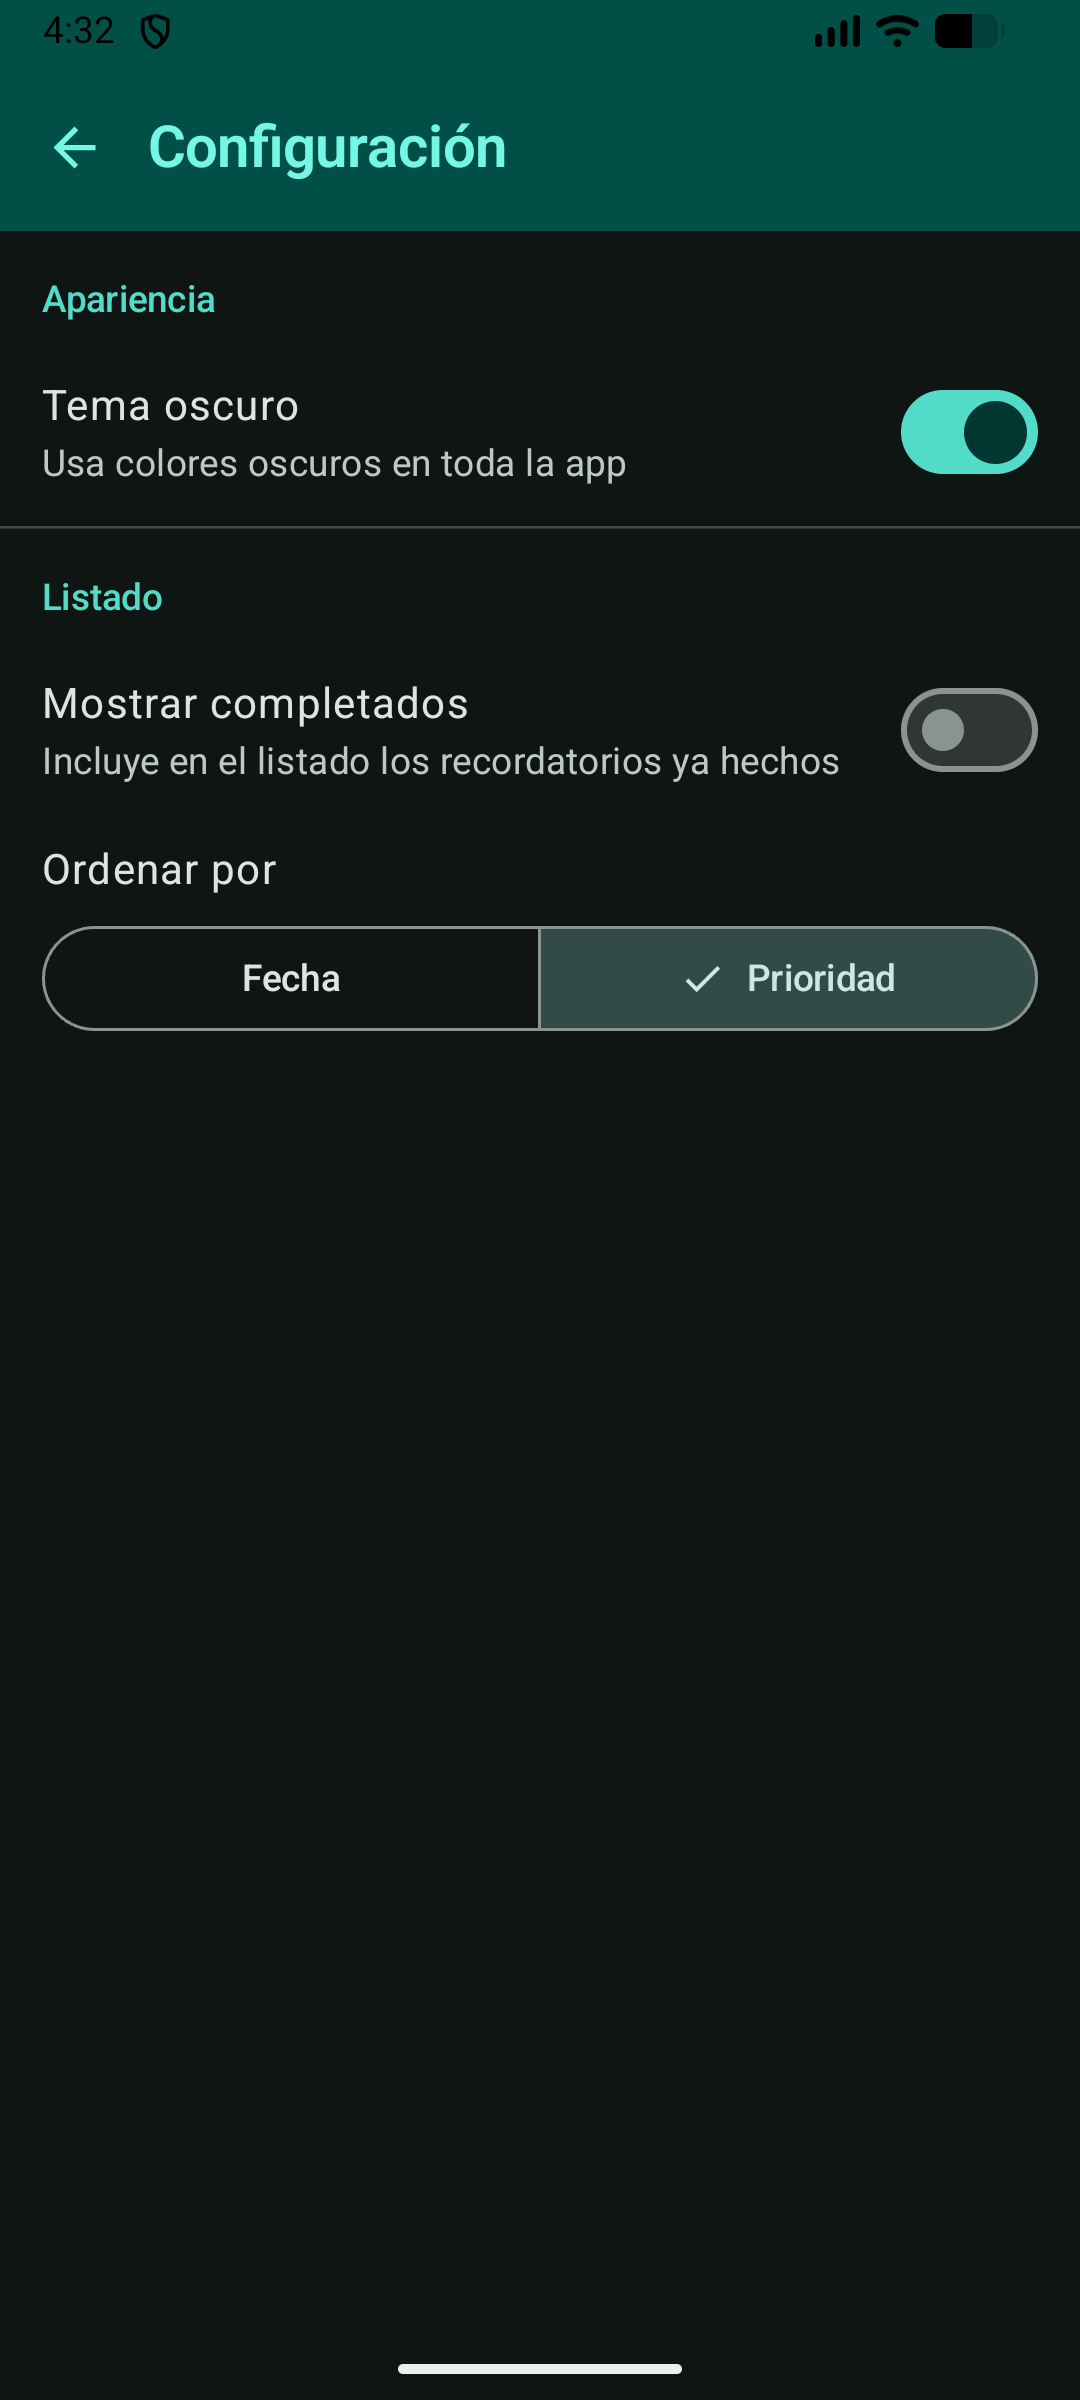 4:32
Configuración
Apariencia
Tema oscuro
Usa colores oscuros en toda la app
Listado
Mostrar completados
Incluye en el listado los recordatorios ya hechos
Ordenar por
Fecha
Prioridad